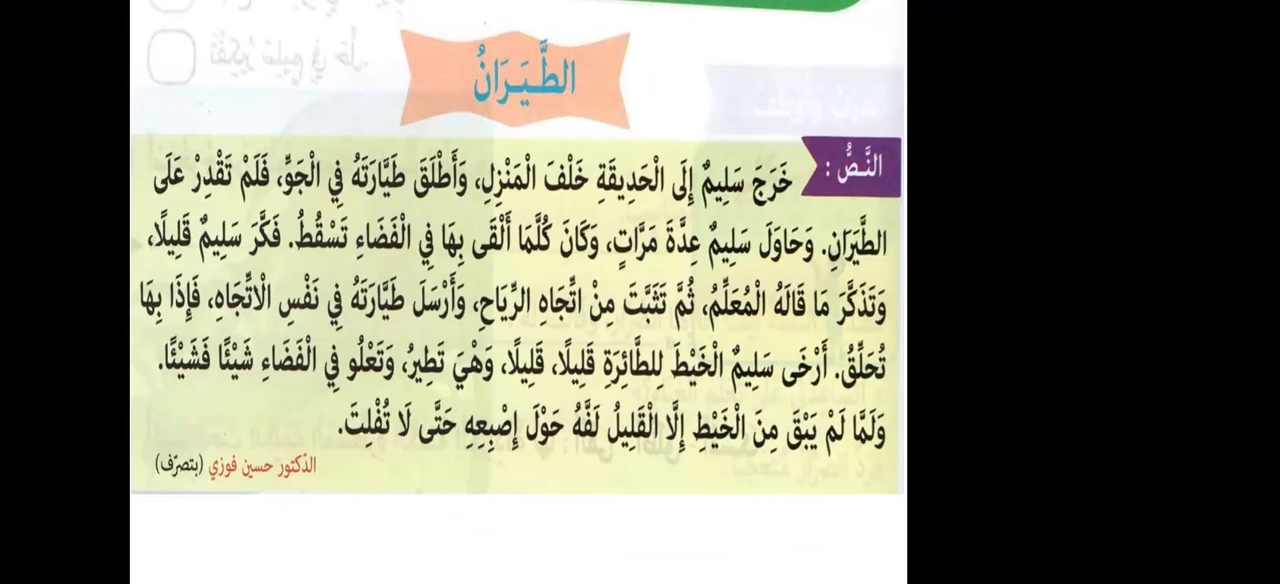 الطَّيَرَانُ
النَّصُّ :
خَرَجَ سَلِيمٌ إِلَى الْحَدِيقَةِ خَلْفَ الْمَنْزِلِ، وَأَطْلَقَ طَيَّارَتَهُ فِي الْجَوِّ، فَلَمْ تَقْدِرْ عَلَى
الطَّيَرَانِ. وَحَاوَلَ سَلِيمٌ عِدَّةَ مَرَّاتٍ، وَكَانَ كُلَّمَا أَلْقَى بِهَا فِي الْفَضَاءِ تَسْقُطُ. فَكَّرَ سَلِيمٌ قَلِيلًا،
وَتَذَكَّرَ مَا قَالَهُ الْمُعَلِّمُ، ثُمَّ تَثَبَّتَ مِنْ اتِّجَاهِ الرِّيَاحِ، وَأَرْسَلَ طَيَّارَتَهُ فِي نَفْسِ الْاتِّجَاهِ، فَإِذَا بِهَا
تُحَلِّقُ. أَرْخَى سَلِيمٌ الْخَيْطَ لِلطَّائِرَةِ قَلِيلًا، قَلِيلًا، وَهْيَ تَطِيرُ، وَتَعْلُو فِي الْفَضَاءِ شَيْئًا فَشَيْئًا.
وَلَمَّا لَمْ يَبْقَ مِنَ الْخَيْطِ إِلَّا الْقَلِيلُ لَفَّهُ حَوْلَ إِصْبِعِهِ حَتَّى لَا تُفْلِتَ.
الدّكتور حسين فوزي (بتصرّف)